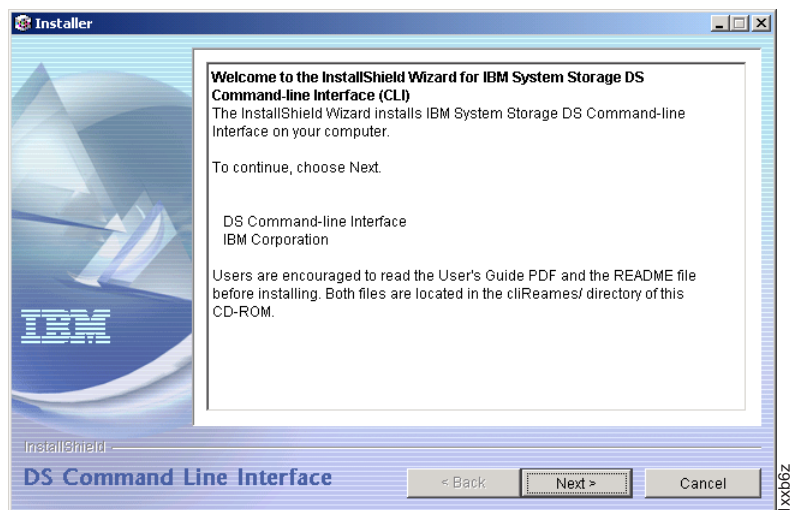 Installer
Welcome to the InstallShield Wizard for IBM System Storage DS
Command-line Interface (CLI)
The InstallShield Wizard installs IBM System Storage DS Command-line
Interface on your computer.
To continue, choose Next.
DS Command-line Interface
IBM Corporation
Users are encouraged to read the User's Guide PDF and the README file
before installing. Both files are located in the cliReames/ directory of this
CD-ROM.
IBM
InstallShield
DS Command Line Interface
< Back
Next >
Cancel